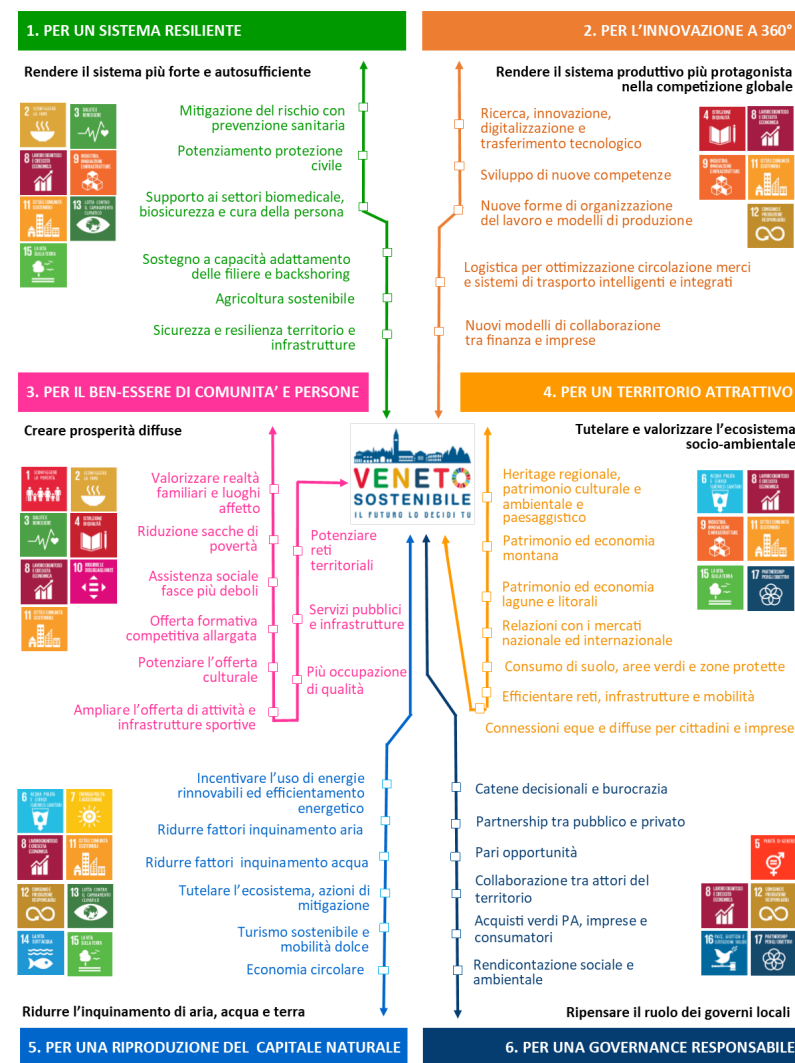 1. PER UN SISTEMA RESILIENTE
Rendere il sistema più forte e autosufficiente
Mitigazione del rischio con
prevenzione sanitaria
Potenziamento protezione
civile
Supporto ai settori biomedicale,
biosicurezza e cura della persona
Sostegno a capacità adattamento
delle filiere e backshoring
Agricoltura sostenibile
Sicurezza e resilienza territorio e
infrastrutture
2. PER L’INNOVAZIONE A 360°
Rendere il sistema produttivo più protagonista
nella competizione globale
Ricerca, innovazione,
digitalizzazione e
trasferimento tecnologico
Sviluppo di nuove competenze
Nuove forme di organizzazione
del lavoro e modelli di produzione
Logistica per ottimizzazione circolazione merci
e sistemi di trasporto intelligenti e integrati
Nuovi modelli di collaborazione
tra finanza e imprese
3. PER IL BEN-ESSERE DI COMUNITA’ E PERSONE
Creare prosperità diffuse
Valorizzare realtà
familiari e luoghi
affetto
Riduzione sacche di
povertà
Assistenza sociale
fasce più deboli
Offerta formativa
competitiva allargata
Potenziare l’offerta
culturale
Ampliare l’offerta di attività e
infrastrutture sportive
Potenziare
reti
territoriali
Servizi pubblici
e infrastrutture
Più occupazione
di qualità
VENETO
SOSTENIBILE
IL FUTURO LO DECIDI TU
4. PER UN TERRITORIO ATTRATTIVO
Tutelare e valorizzare l’ecosistema
socio-ambientale
Heritage regionale,
patrimonio culturale e
ambientale e
paesaggistico
Patrimonio ed economia
montana
Patrimonio ed economia
lagune e litorali
Relazioni con i mercati
nazionale ed internazionale
Consumo di suolo, aree verdi e zone protette
Efficientare reti, infrastrutture e mobilità
Connessioni eque e diffuse per cittadini e imprese
Incentivare l’uso di energie
rinnovabili ed efficientamento
energetico
Ridurre fattori inquinamento aria
Ridurre fattori inquinamento acqua
Tutelare l’ecosistema, azioni di
mitigazione
Turismo sostenibile e
mobilità dolce
Economia circolare
Ridurre l’inquinamento di aria, acqua e terra
5. PER UNA RIPRODUZIONE DEL CAPITALE NATURALE
Catene decisionali e burocrazia
Partnership tra pubblico e privato
Pari opportunità
Collaborazione tra attori del
territorio
Acquisti verdi PA, imprese e
consumatori
Rendicontazione sociale e
ambientale
Ripensare il ruolo dei governi locali
6. PER UNA GOVERNANCE RESPONSABILE